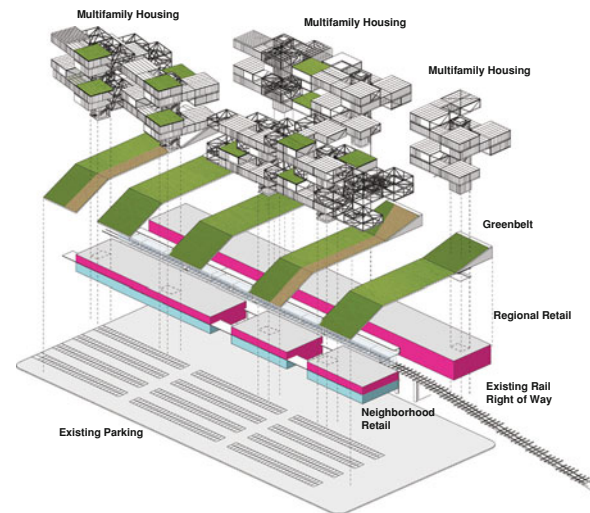 Multifamily Housing
Multifamily Housing
Multifamily Housing
Greenbelt
Regional Retail
Existing Rail
Right of Way
Neighborhood
Retail
Existing Parking